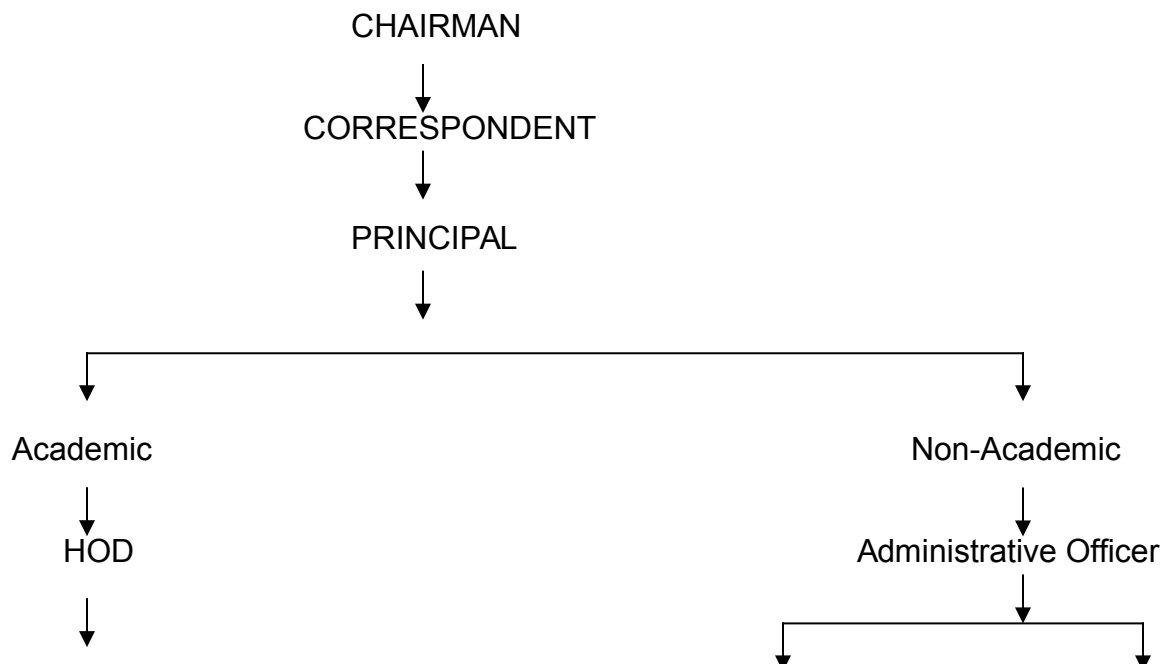 CHAIRMAN
CORRESPONDENT
PRINCIPAL
Academic
Non-Academic
HOD
Administrative Officer